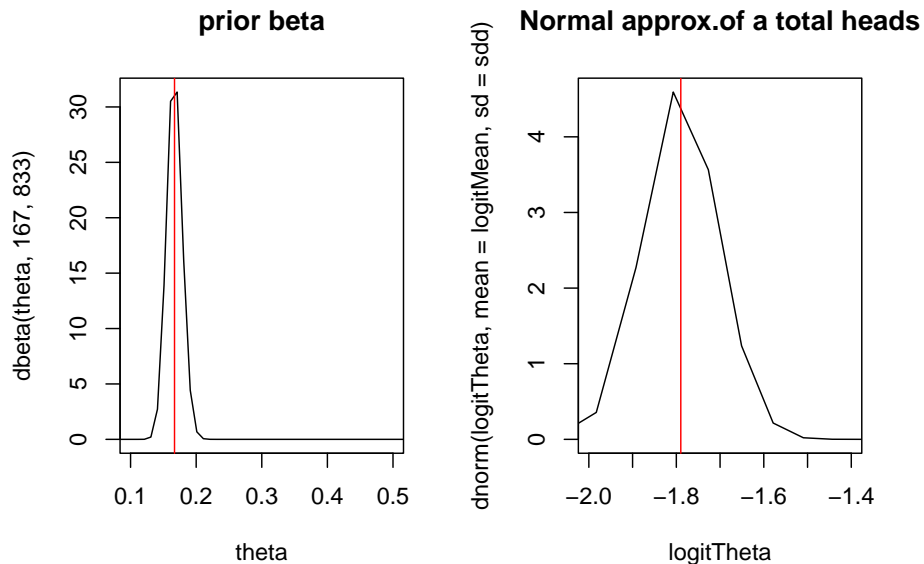 prior beta
dbeta(theta, 167, 833)
0 5 10 15 20 25 30
0.1 0.2 0.3 0.4 0.5
theta
Normal approx.of a total heads
dnorm(logitTheta, mean = logitMean, sd = sdd)
0 1 2 3 4
−2.0 −1.8 −1.6 −1.4
logitTheta